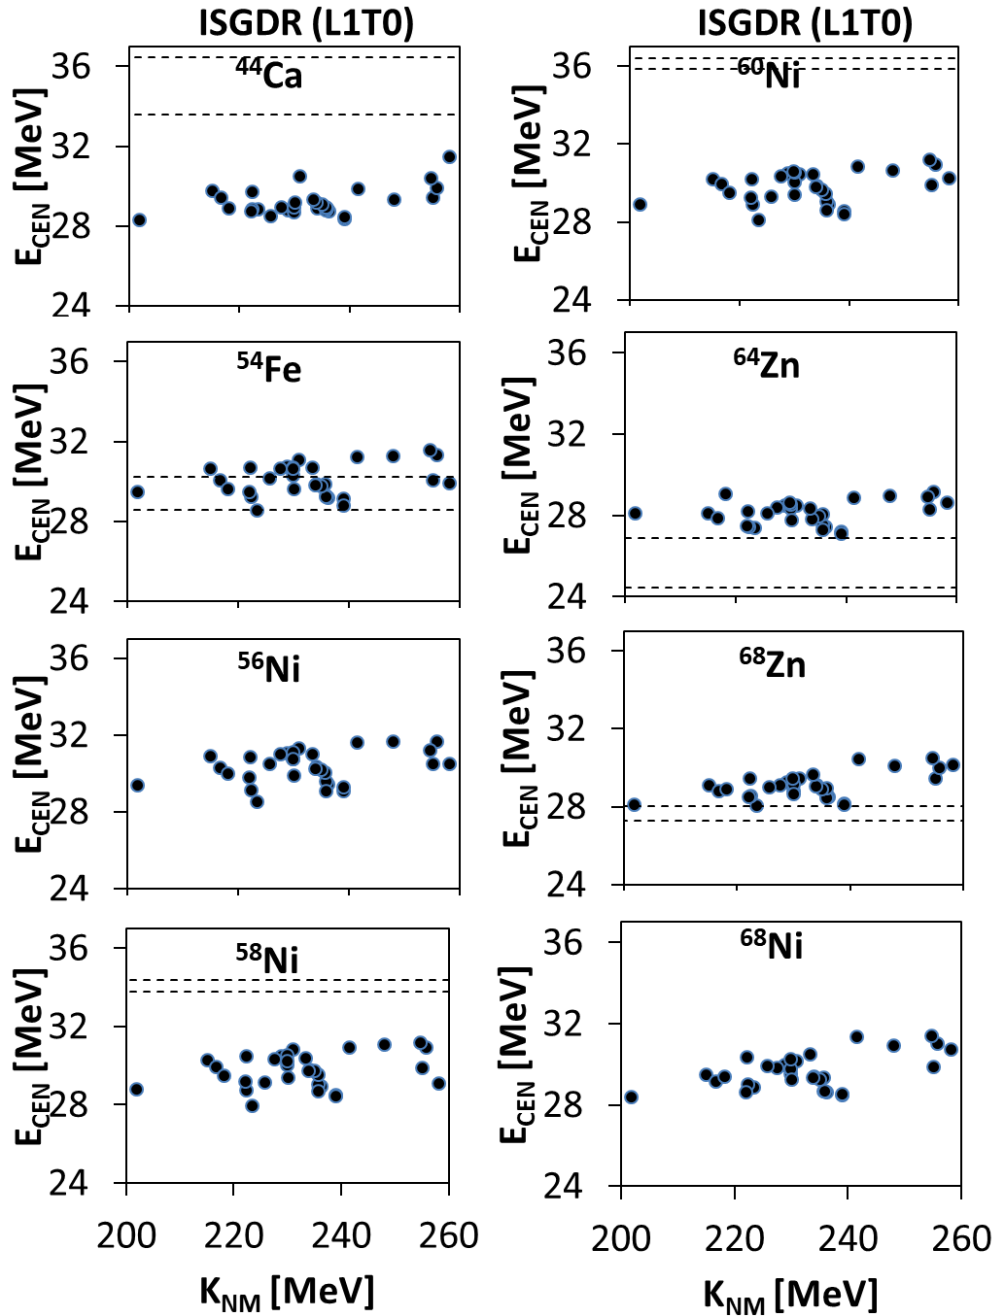 ISGDR (L1T0)
ISGDR (L1T0)
⁴⁴Ca
36
32
28
24
E_CEN [MeV]
⁶⁰Ni
36
32
28
24
E_CEN [MeV]
⁵⁴Fe
36
32
28
24
E_CEN [MeV]
⁶⁴Zn
36
32
28
24
E_CEN [MeV]
⁵⁶Ni
36
32
28
24
E_CEN [MeV]
⁶⁸Zn
36
32
28
24
E_CEN [MeV]
⁵⁸Ni
36
32
28
24
E_CEN [MeV]
200 220 240 260
K_NM [MeV]
⁶⁸Ni
36
32
28
24
E_CEN [MeV]
200 220 240 260
K_NM [MeV]